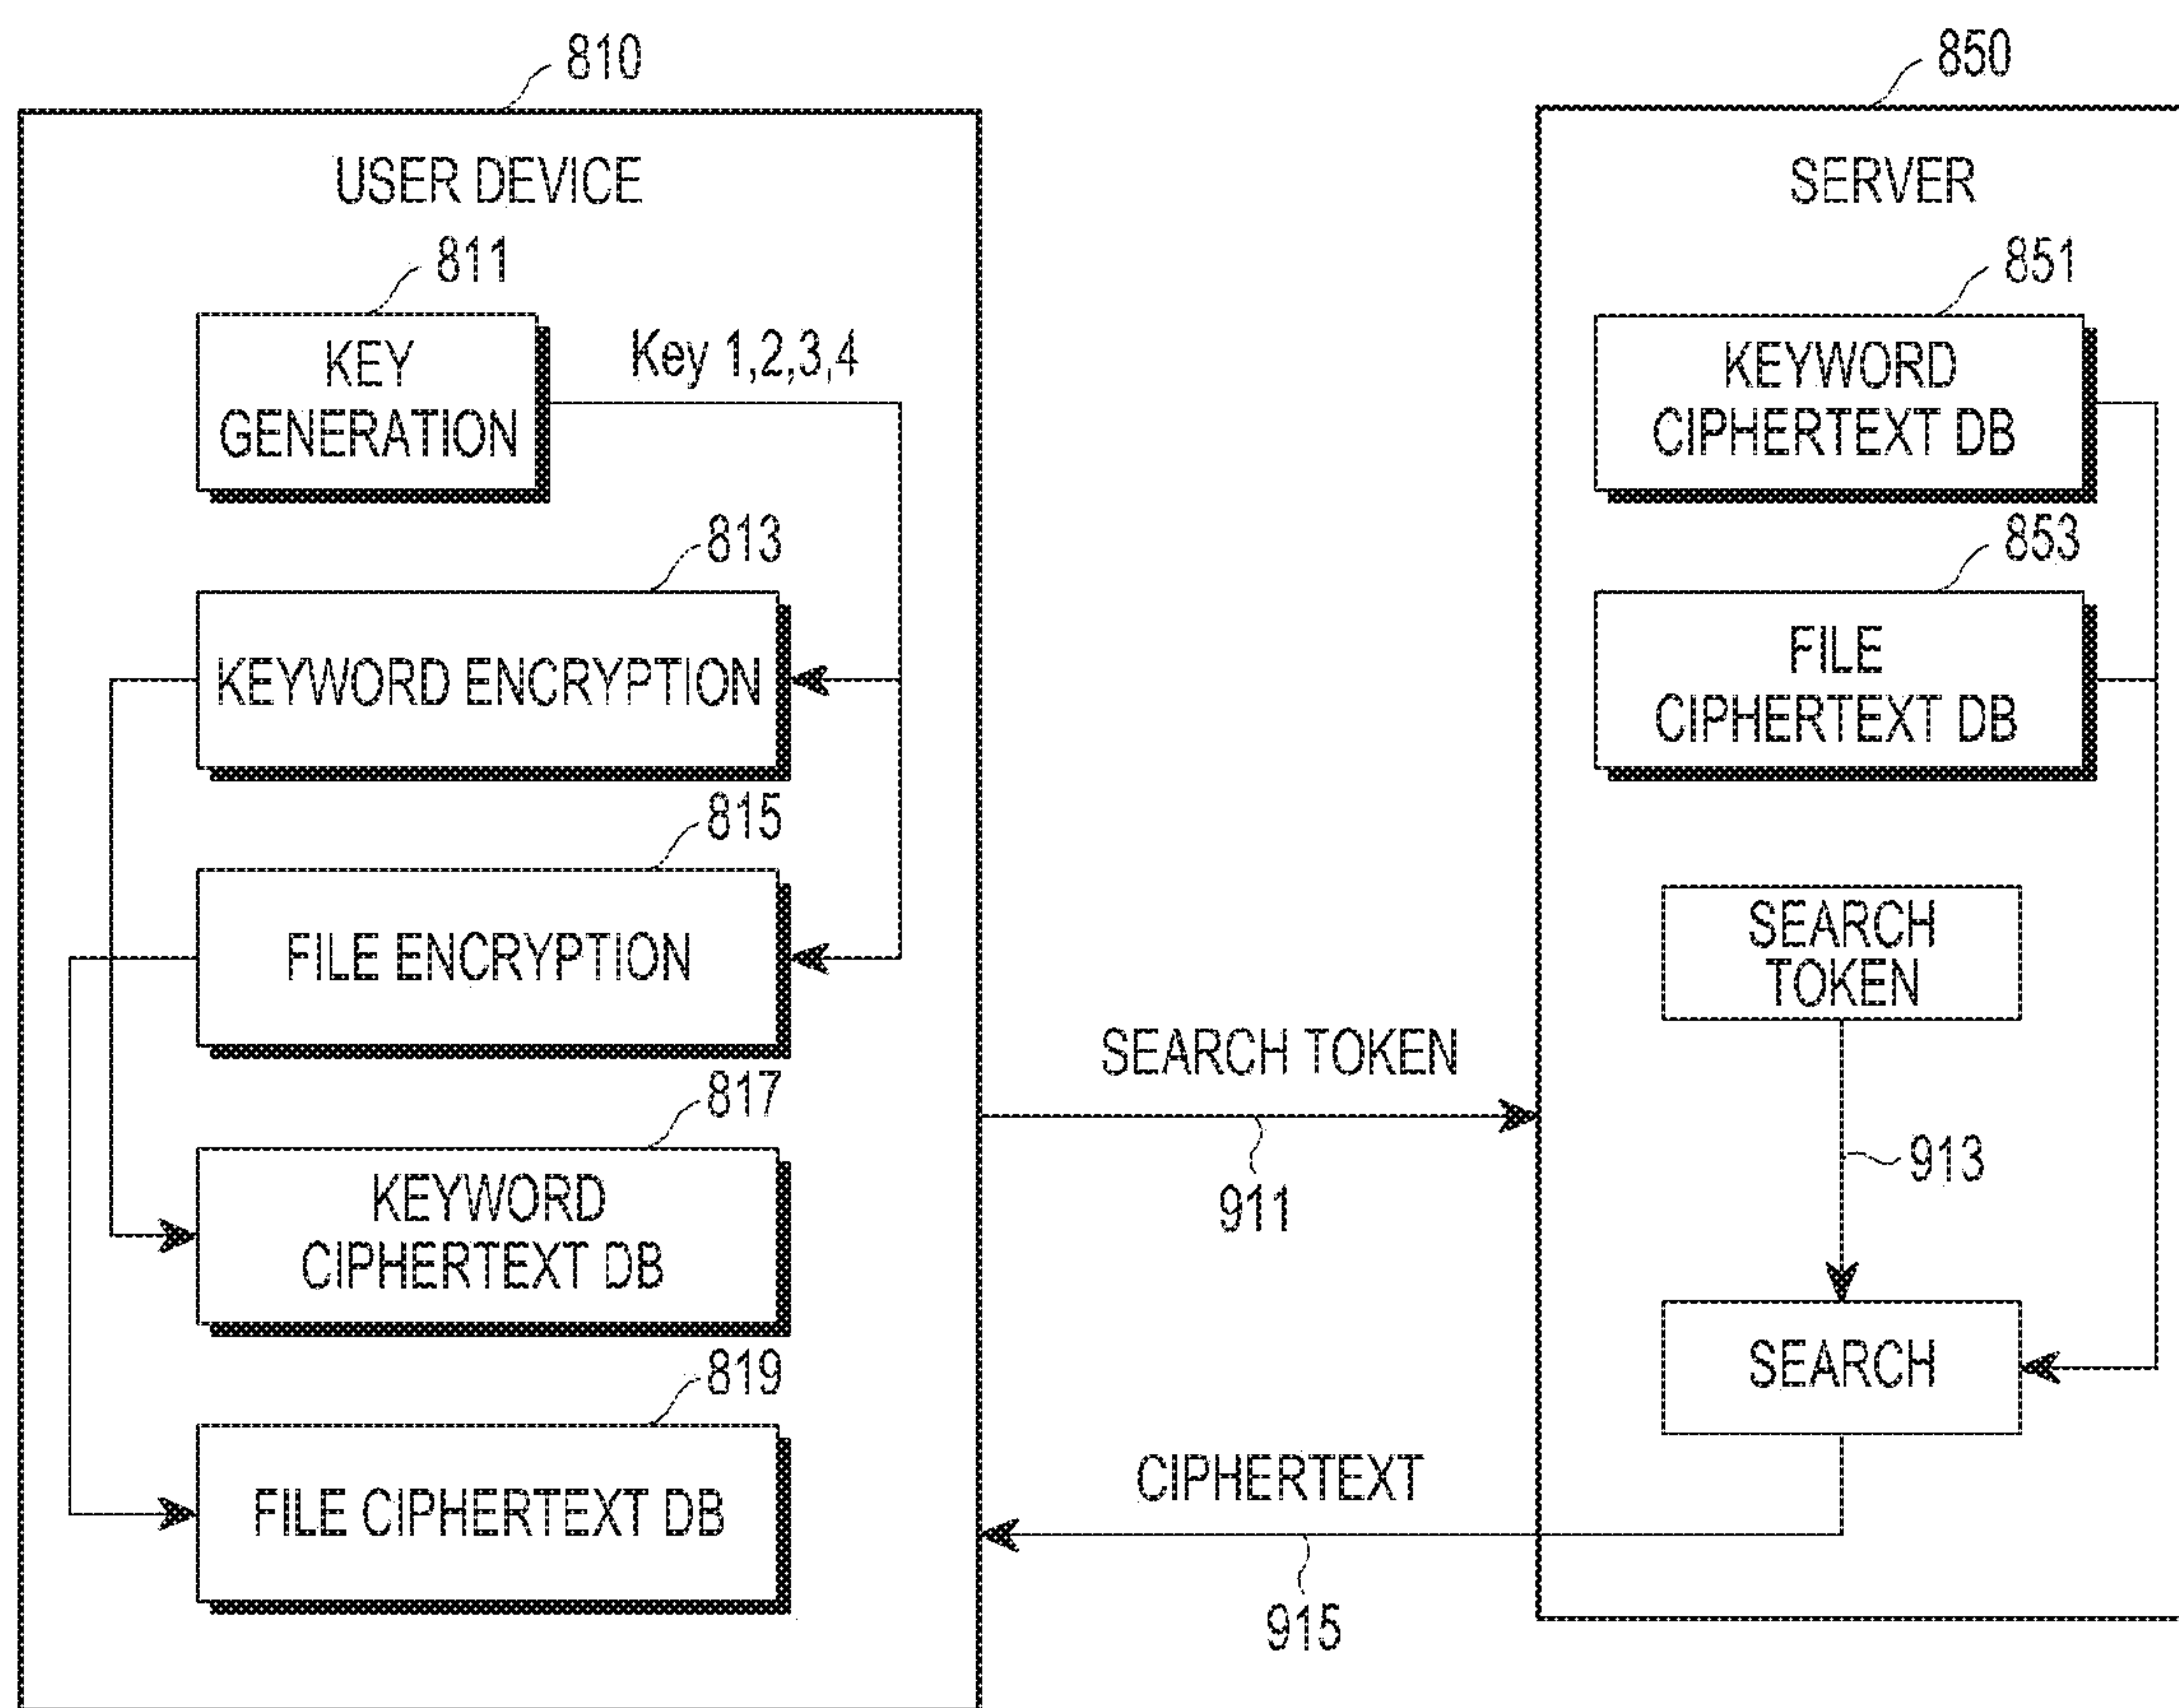 810
USER DEVICE
811
KEY
GENERATION
Key 1,2,3,4
813
KEYWORD ENCRYPTION
815
FILE ENCRYPTION
817
KEYWORD
CIPHERTEXT DB
819
FILE CIPHERTEXT DB
SEARCH TOKEN
911
CIPHERTEXT
915
850
SERVER
851
KEYWORD
CIPHERTEXT DB
853
FILE
CIPHERTEXT DB
SEARCH
TOKEN
913
SEARCH